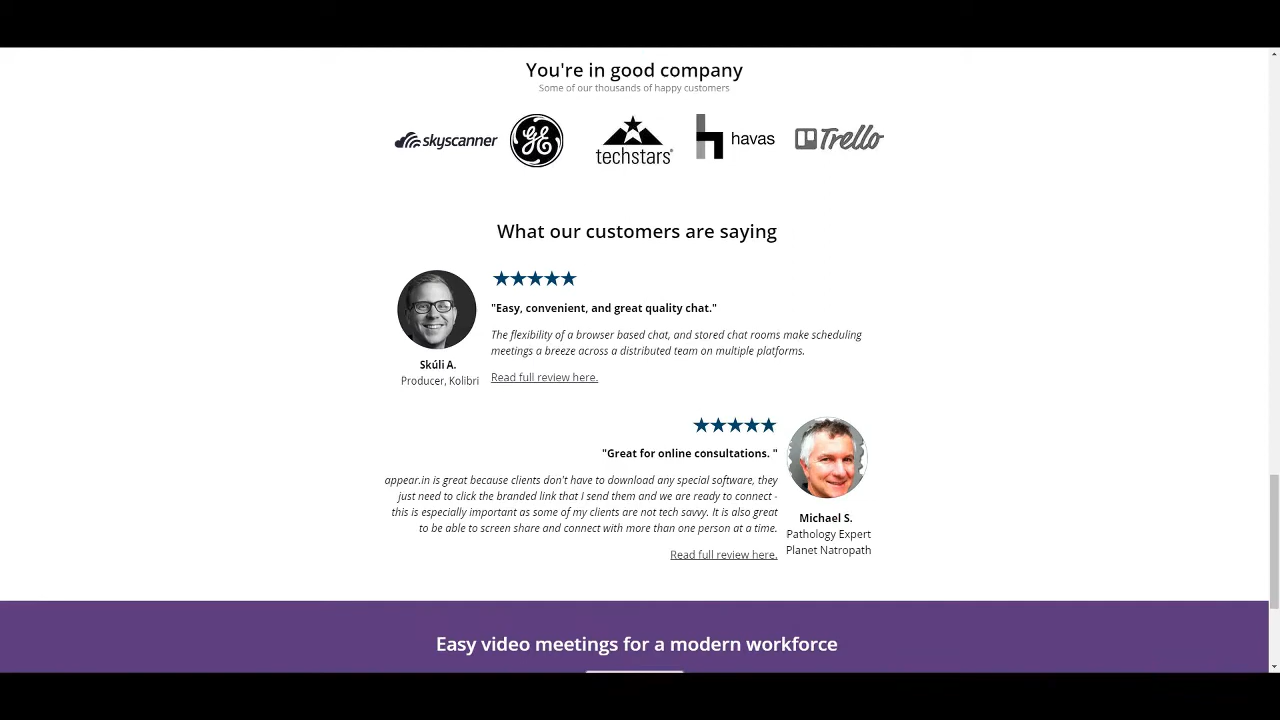 You're in good company
Some of our thousands of happy customers
skyscanner
GE
techstars
havas
Trello
What our customers are saying
"Easy, convenient, and great quality chat."
The flexibility of a browser based chat, and stored chat rooms make scheduling
meetings a breeze across a distributed team on multiple platforms.
Skúli A.
Producer, Kolibri
Read full review here.
"Great for online consultations. "
appear.in is great because clients don't have to download any special software, they
just need to click the branded link that I send them and we are ready to connect -
this is especially important as some of my clients are not tech savvy. It is also great
to be able to screen share and connect with more than one person at a time.
Read full review here.
Michael S.
Pathology Expert
Planet Natropath
Easy video meetings for a modern workforce